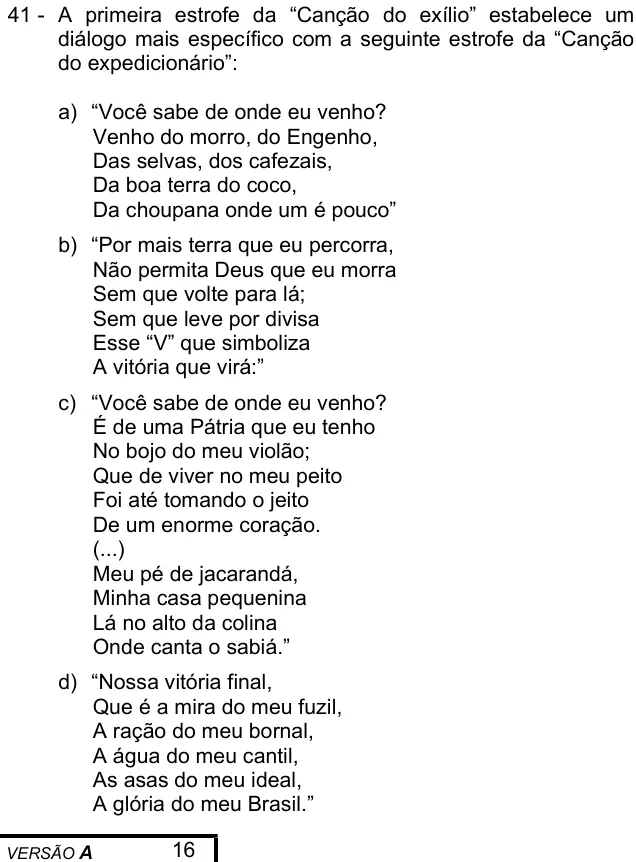 41 - A primeira estrofe da “Canção do exílio” estabelece um
diálogo mais específico com a seguinte estrofe da “Canção
do expedicionário”:
a) “Você sabe de onde eu venho?
Venho do morro, do Engenho,
Das selvas, dos cafezais,
Da boa terra do coco,
Da choupana onde um é pouco”
b) “Por mais terra que eu percorra,
Não permita Deus que eu morra
Sem que volte para lá;
Sem que leve por divisa
Esse “V” que simboliza
A vitória que virá:”
c) “Você sabe de onde eu venho?
É de uma Pátria que eu tenho
No bojo do meu violão;
Que de viver no meu peito
Foi até tomando o jeito
De um enorme coração.
(...)
Meu pé de jacarandá,
Minha casa pequenina
Lá no alto da colina
Onde canta o sabiá.”
d) “Nossa vitória final,
Que é a mira do meu fuzil,
A ração do meu bornal,
A água do meu cantil,
As asas do meu ideal,
A glória do meu Brasil.”
VERSÃO A 16